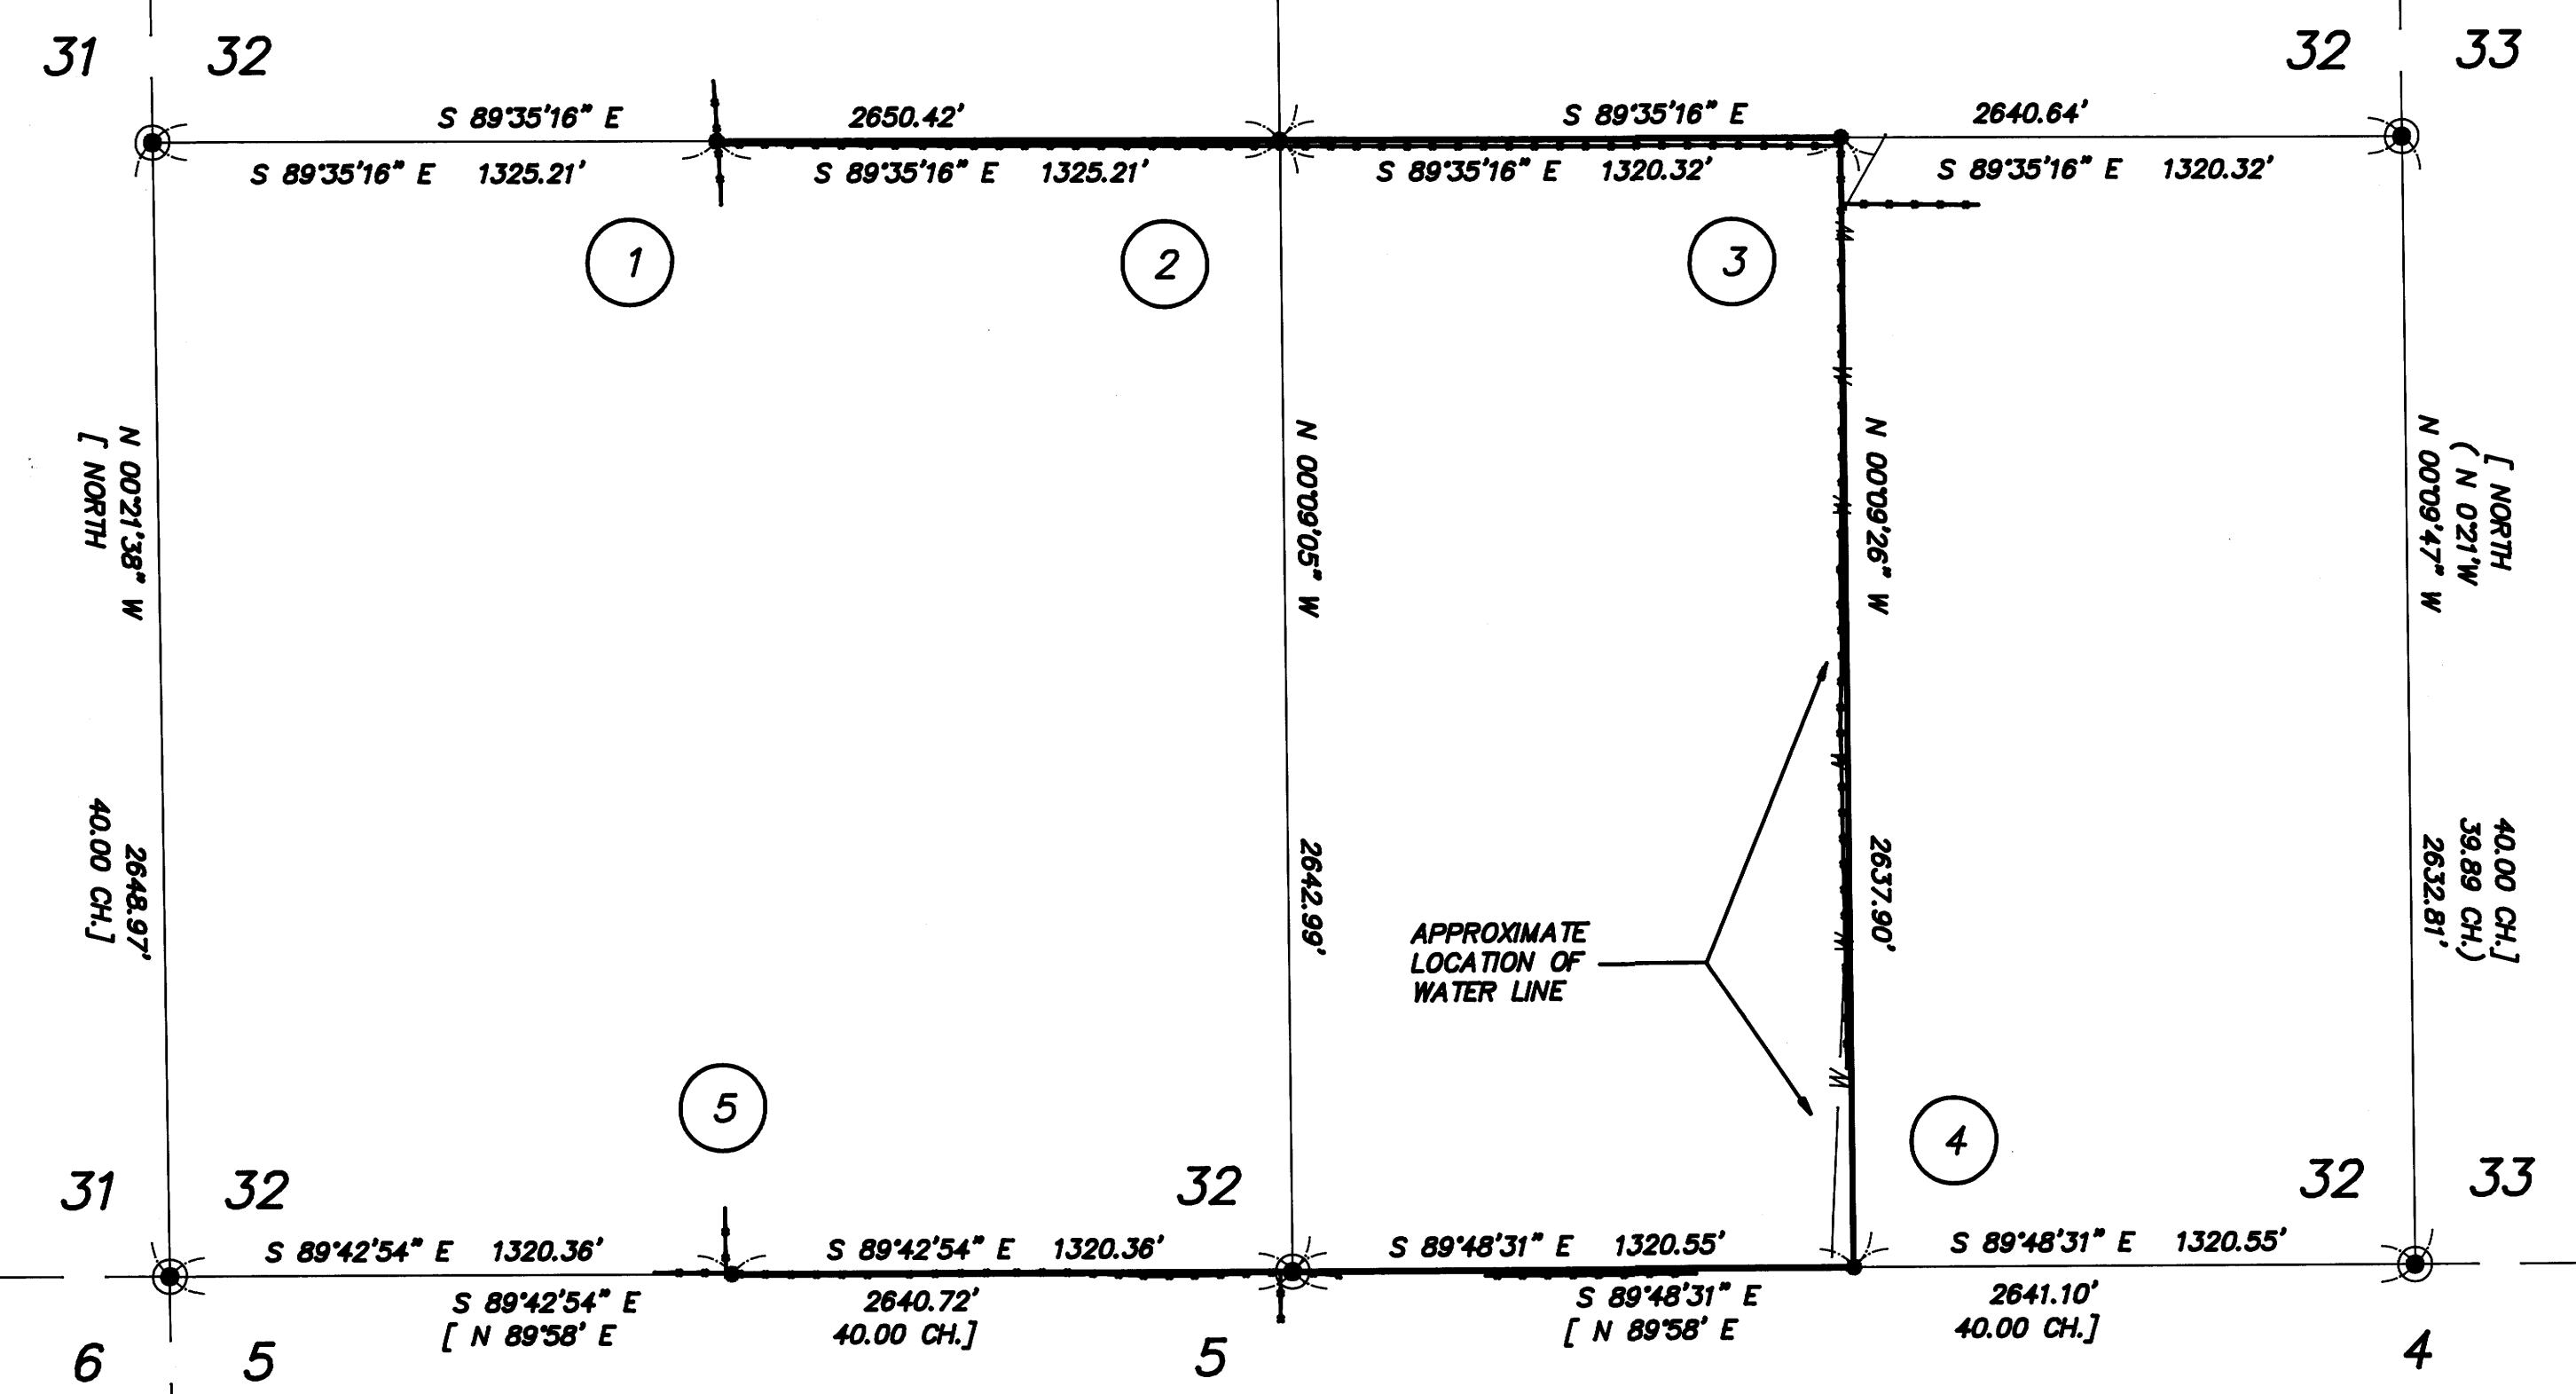 31 32 32 33
S 89°35'16" E 2650.42' S 89°35'16" E 2640.64'
S 89°35'16" E 1325.21' S 89°35'16" E 1325.21' S 89°35'16" E 1320.32' S 89°35'16" E 1320.32'
1 2 3
W
W
W
W
W
W
N 00°21'38" W 2648.97'
[ NORTH 40.00 CH.]
N 00°09'05" W 2642.99'
N 00°09'26" W 2637.90'
[ NORTH 40.00 CH.]
( N 0°21'W 39.89 CH.)
N 00°09'47" W 2632.81'
APPROXIMATE
LOCATION OF
WATER LINE
5 4
31 32 32 32 33
S 89°42'54" E 1320.36' S 89°42'54" E 1320.36' S 89°48'31" E 1320.55' S 89°48'31" E 1320.55'
S 89°42'54" E 2640.72' S 89°48'31" E 2641.10'
[ N 89°58' E 40.00 CH.] [ N 89°58' E 40.00 CH.]
6 5 5 4